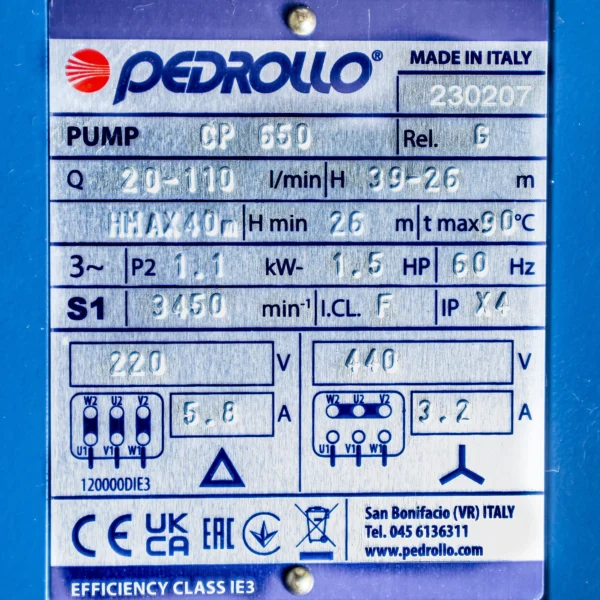 PEDROLLO®
MADE IN ITALY
230207
PUMP CP 650 Rel. G
Q 20-110 l/min H 39-26 m
HMAX40m H min 26 m t max 90 °C
3~ P2 1.1 kW- 1.5 HP 60 Hz
S1 3450 min-1 I.CL. F IP X4
220 V 440 V
W2 U2 V2 W2 U2 V2
5.8 A 3.2 A
U1 V1 W1 U1 V1 W1
120000DIE3
CE UK CA EAC
San Bonifacio (VR) ITALY
Tel. 045 6136311
www.pedrollo.com
EFFICIENCY CLASS IE3